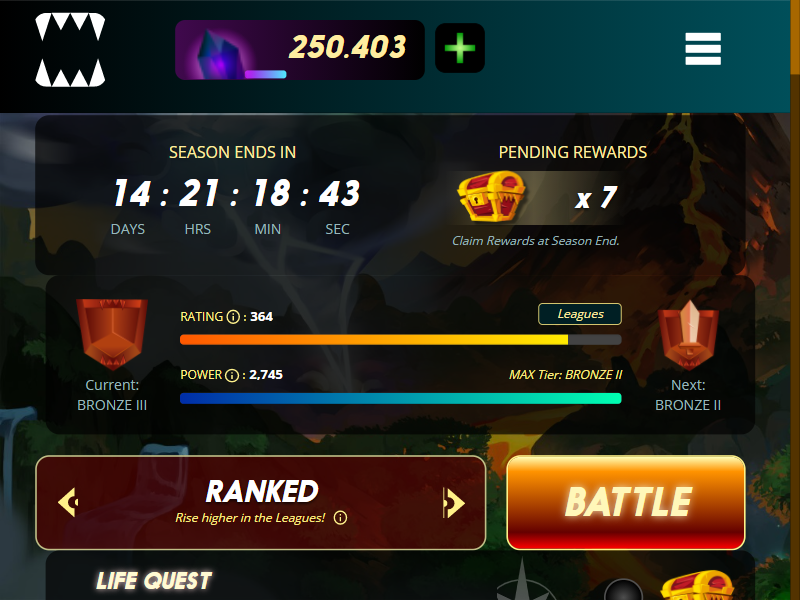 250.403
SEASON ENDS IN
14 : 21 : 18 : 43
DAYS HRS MIN SEC
PENDING REWARDS
x 7
Claim Rewards at Season End.
RATING i : 364
Leagues
POWER i : 2,745
MAX Tier: BRONZE II
Current:
BRONZE III
Next:
BRONZE II
RANKED
Rise higher in the Leagues! i
BATTLE
LIFE QUEST